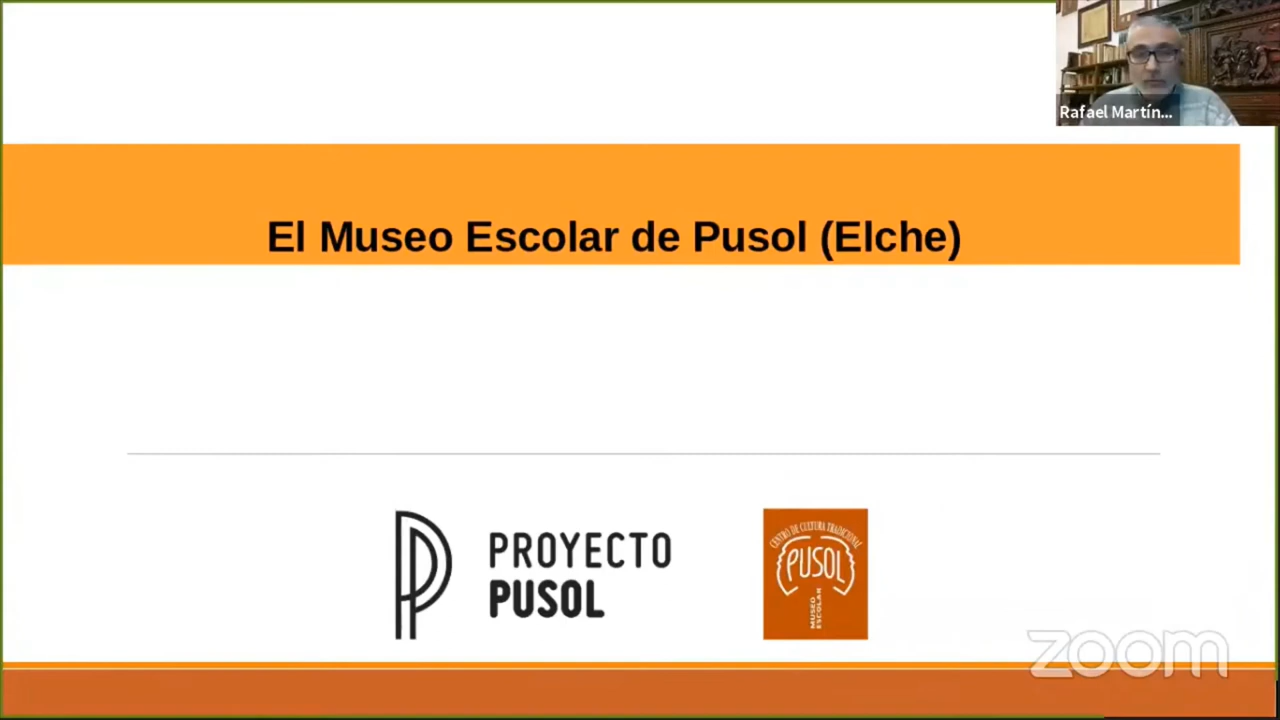 Rafael Martín...
El Museo Escolar de Pusol (Elche)
PROYECTO
PUSOL
CENTRO DE CULTURA TRADICIONAL
PUSOL
MUSEO
ESCOLAR
zoom